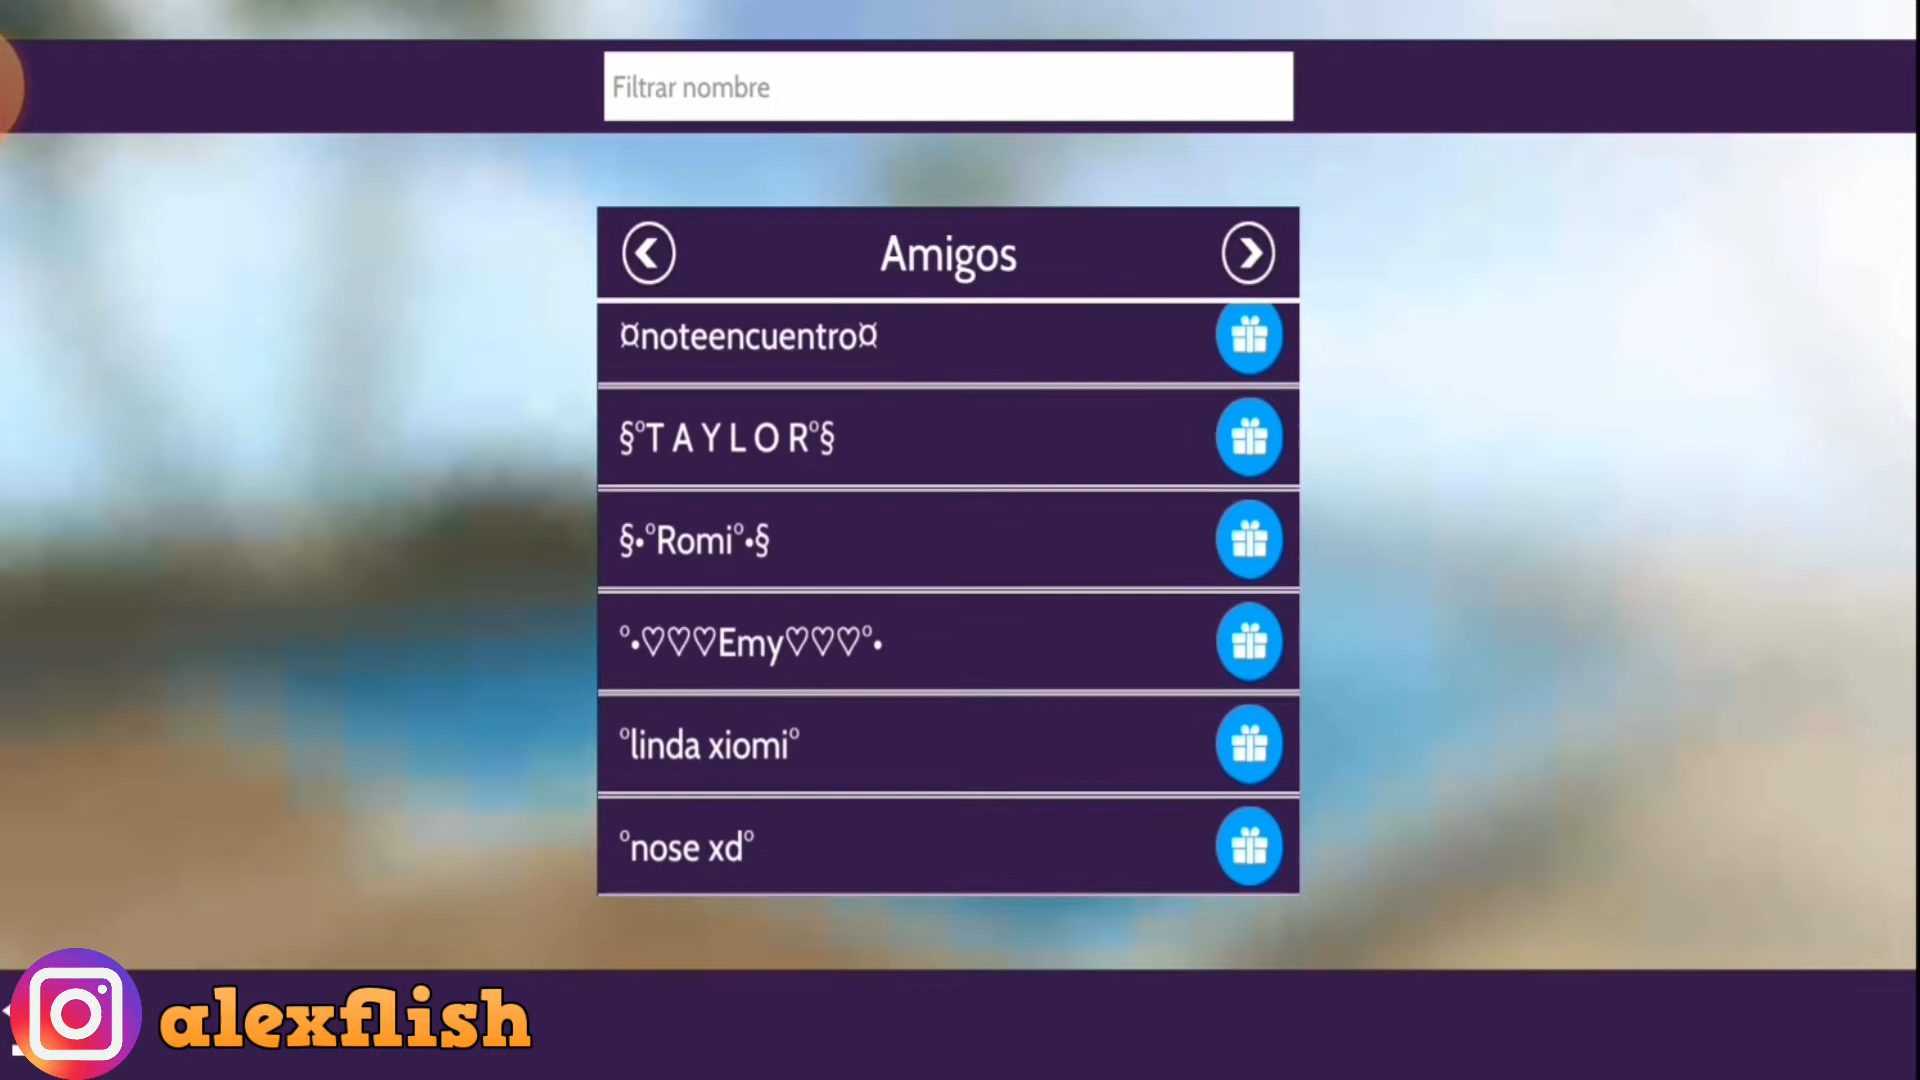 Filtrar nombre
Amigos
¤noteencuentro¤
§°T A Y L O R°§
§•°Romi°•§
°•♡♡♡Emy♡♡♡°•
°linda xiomi°
°nose xd°
alexflish